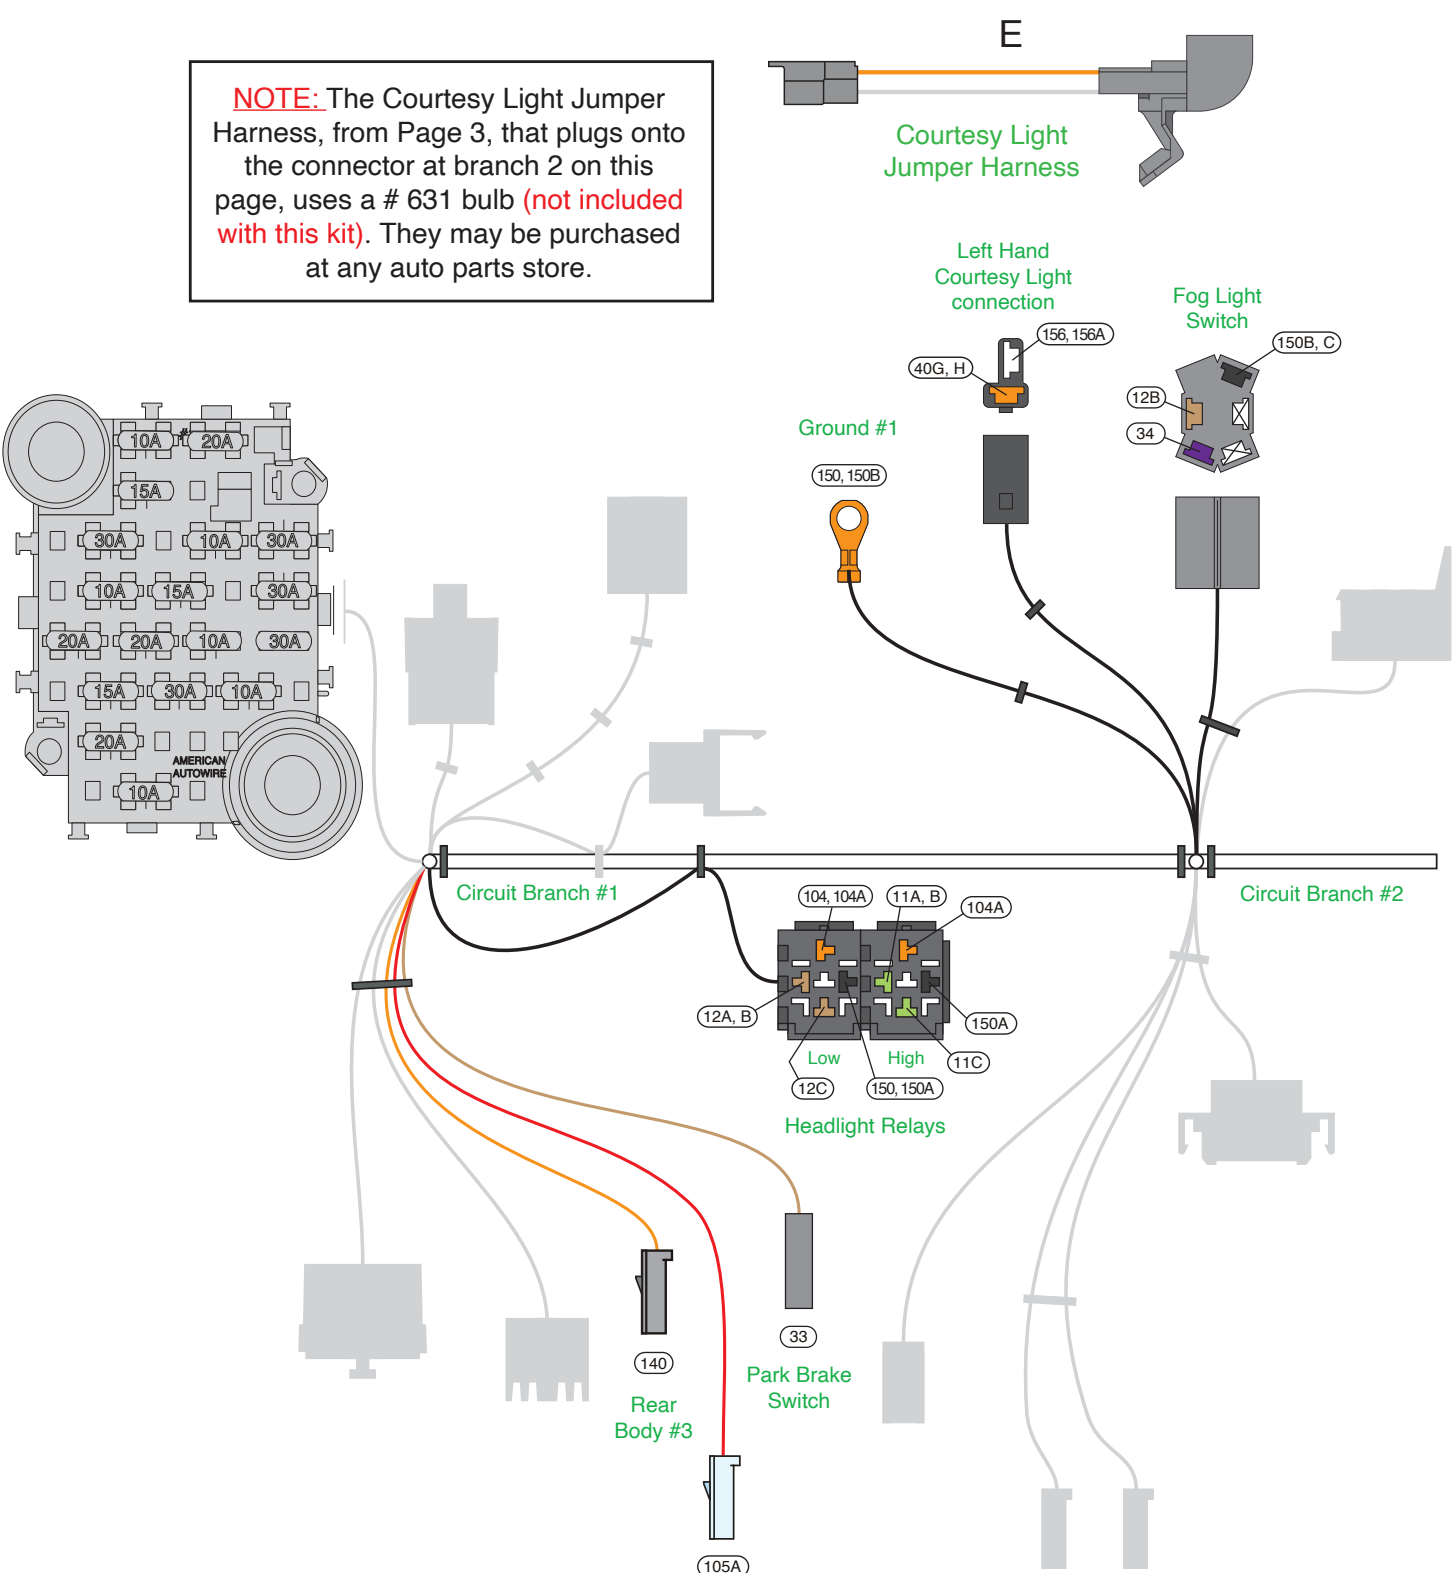 E
NOTE: The Courtesy Light Jumper
Harness, from Page 3, that plugs onto
the connector at branch 2 on this
page, uses a # 631 bulb (not included
with this kit). They may be purchased
at any auto parts store.
Courtesy Light
Jumper Harness
Left Hand
Courtesy Light
connection
156, 156A
40G, H
Fog Light
Switch
150B, C
12B
34
Ground #1
150, 150B
10A 20A
15A
30A 10A 30A
10A 15A 30A
20A 20A 10A 30A
15A 30A 10A
20A
AMERICAN
AUTOWIRE
10A
Circuit Branch #1
Circuit Branch #2
104, 104A
11A, B
104A
12A, B
150A
Low
High
11C
12C
150, 150A
Headlight Relays
33
Park Brake
Switch
140
Rear
Body #3
105A